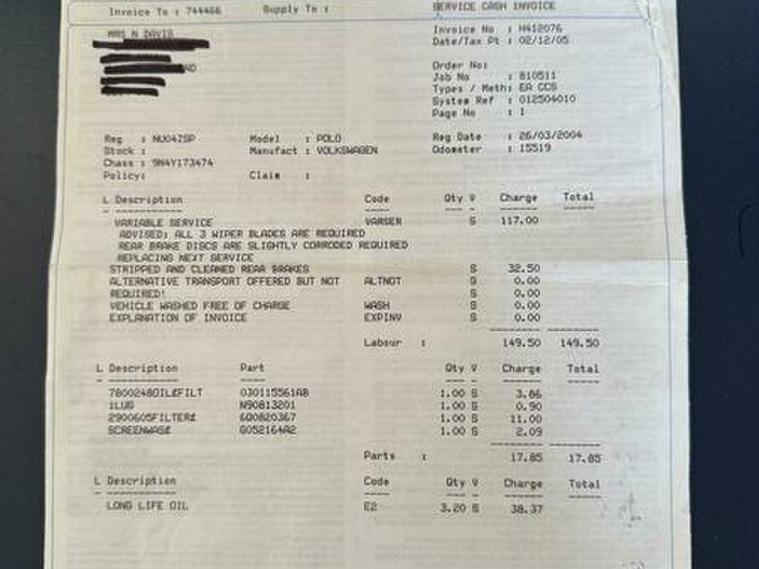 SERVICE CASH INVOICE
Invoice To : 744466 Supply To :
MRS N DAVIS
Invoice No : H412076
Date/Tax Pt : 02/12/05
Order No:
Job No : 810511
Types / Meth: EA CCS
System Ref : 012504010
Page No : 1
Reg : NU04ZSP Model : POLO Reg Date : 26/03/2004
Stock : Manufact : VOLKSWAGEN Odometer : 15519
Chass : 9N4Y173474
Policy: Claim :
L Description Code Qty V Charge Total
VARIABLE SERVICE VARSER S 117.00
ADVISED: ALL 3 WIPER BLADES ARE REQUIRED
REAR BRAKE DISCS ARE SLIGHTLY CORRODED REQUIRED
REPLACING NEXT SERVICE
STRIPPED AND CLEANED REAR BRAKES S 32.50
ALTERNATIVE TRANSPORT OFFERED BUT NOT ALTNOT S 0.00
REQUIRED! S 0.00
VEHICLE WASHED FREE OF CHARGE WASH S 0.00
EXPLANATION OF INVOICE EXPINV S 0.00
Labour : 149.50 149.50
L Description Part Qty V Charge Total
7800248OIL£FILT 030115561AB 1.00 S 3.86
1LUG N90813201 1.00 S 0.90
2900605FILTER£ 6Q0820367 1.00 S 11.00
SCREENWAS£ G052164A2 1.00 S 2.09
Parts : 17.85 17.85
L Description Code Qty V Charge Total
LONG LIFE OIL E2 3.20 S 38.37